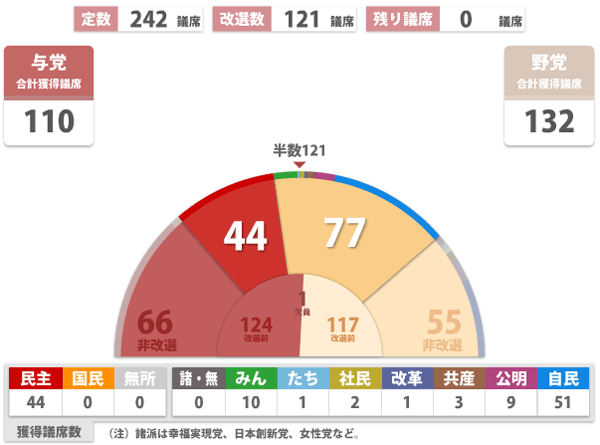 定数 242 議席 改選数 121 議席 残り議席 0 議席
与党
合計獲得議席
110
野党
合計獲得議席
132
半数121
44 77
66
非改選
124
改選前
1
欠員
117
改選前
55
非改選
民主 国民 無所 諸・無 みん たち 社民 改革 共産 公明 自民
44 0 0 0 10 1 2 1 3 9 51
獲得議席数 （注）諸派は幸福実現党、日本創新党、女性党など。